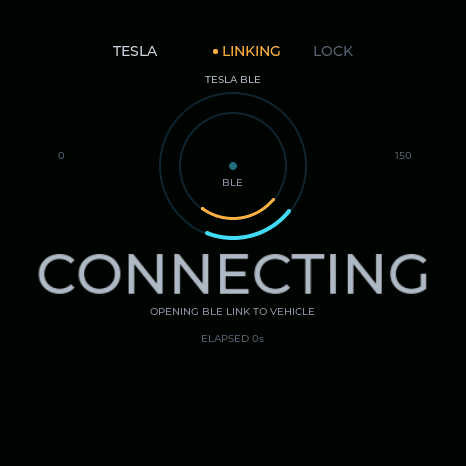 TESLA LINKING LOCK
TESLA BLE
0 150
BLE
CONNECTING
OPENING BLE LINK TO VEHICLE
ELAPSED 0s